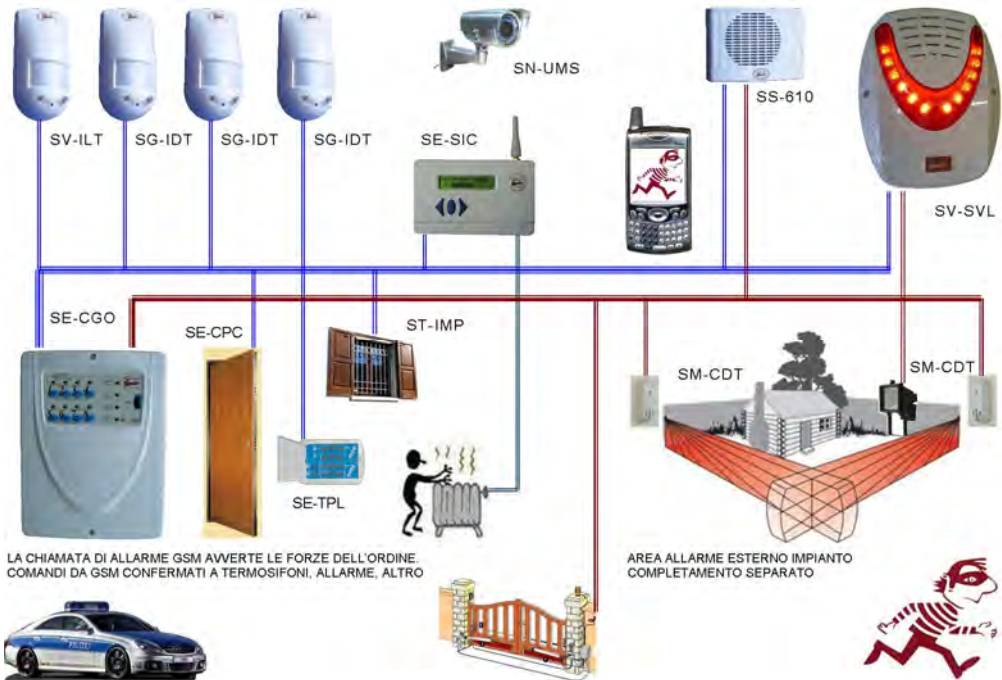 SN-UMS
SS-610
SV-ILT
SG-IDT
SG-IDT
SG-IDT
SE-SIC
SV-SVL
SE-CGO
SE-CPC
ST-IMP
SM-CDT
SM-CDT
SE-TPL
LA CHIAMATA DI ALLARME GSM AVVERTE LE FORZE DELL'ORDINE.
COMANDI DA GSM CONFERMATI A TERMOSIFONI, ALLARME, ALTRO
AREA ALLARME ESTERNO IMPIANTO
COMPLETAMENTO SEPARATO